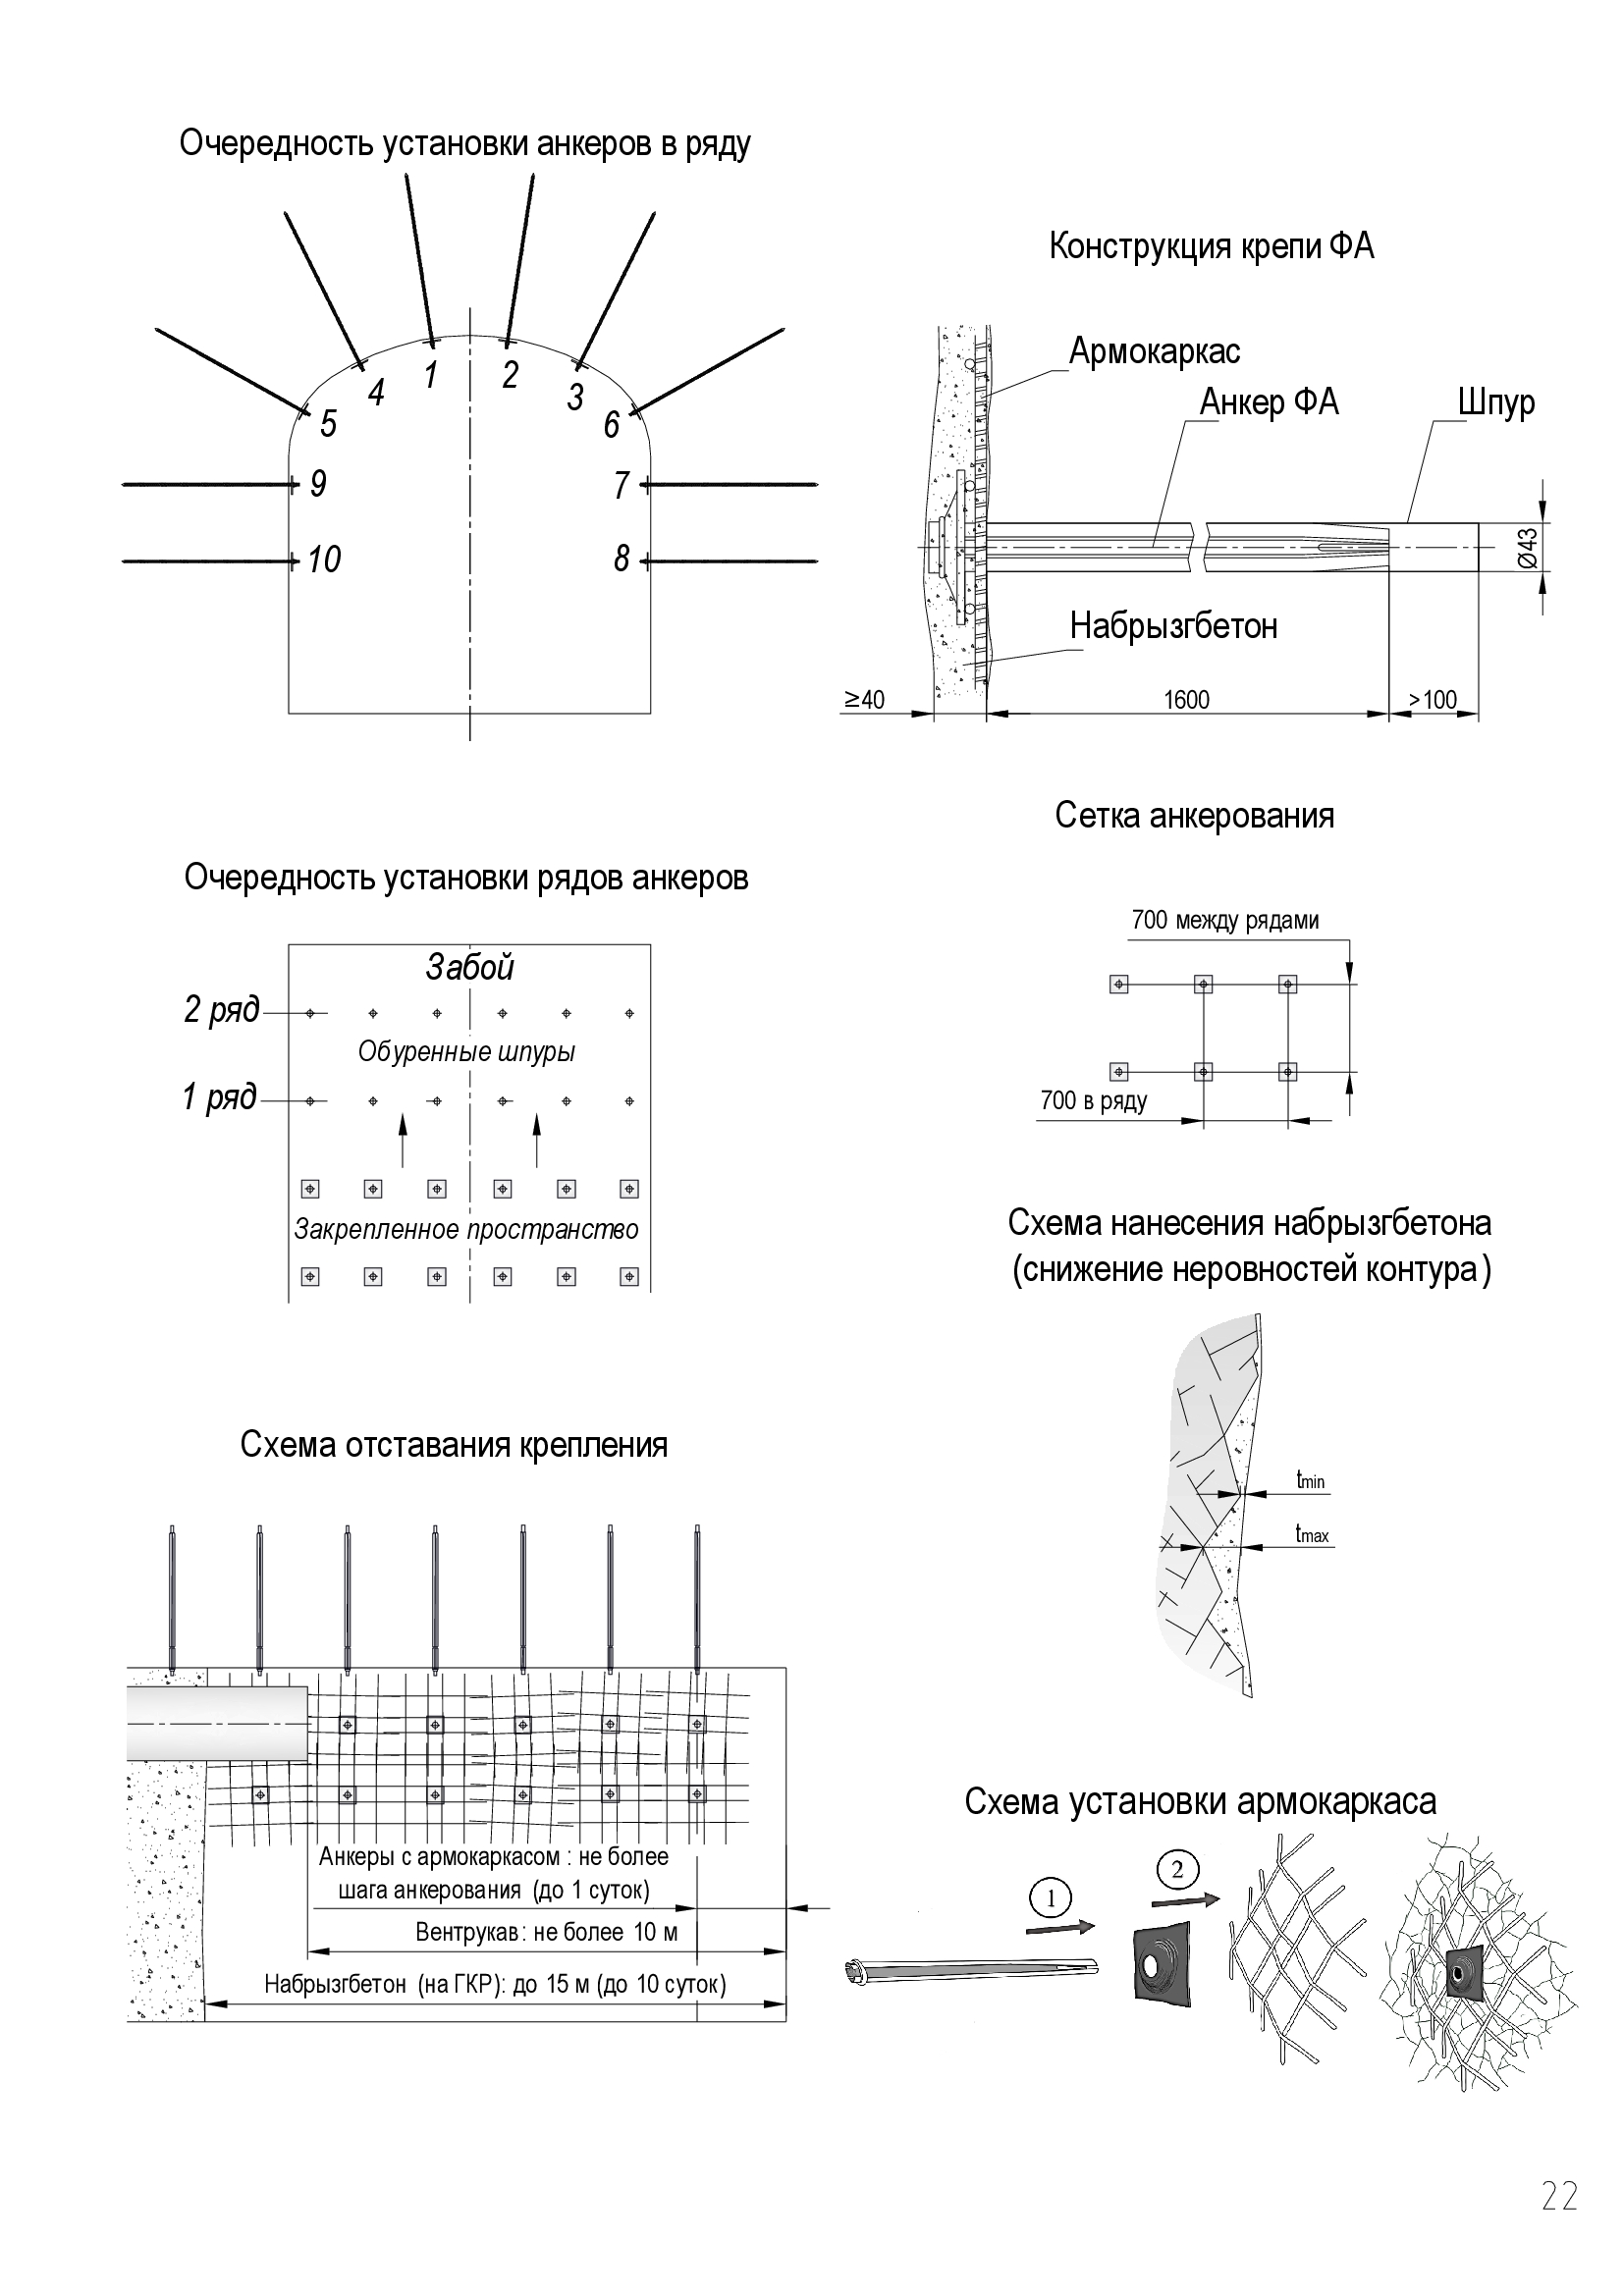 Очередность установки анкеров в ряду
1
2
4
3
5
6
9
7
10
8
Конструкция крепи ФА
Армокаркас
Анкер ФА
Шпур
Ø43
Набрызгбетон
≥40
1600
>100
Очередность установки рядов анкеров
Забой
2 ряд
Обуренные шпуры
1 ряд
Закрепленное пространство
Сетка анкерования
700 между рядами
700 в ряду
Схема нанесения набрызгбетона
(снижение неровностей контура)
tmin
tmax
Схема отставания крепления
Анкеры с армокаркасом : не более
шага анкерования (до 1 суток)
Вентрукав: не более 10 м
Набрызгбетон (на ГКР): до 15 м (до 10 суток)
Схема установки армокаркаса
1
2
22